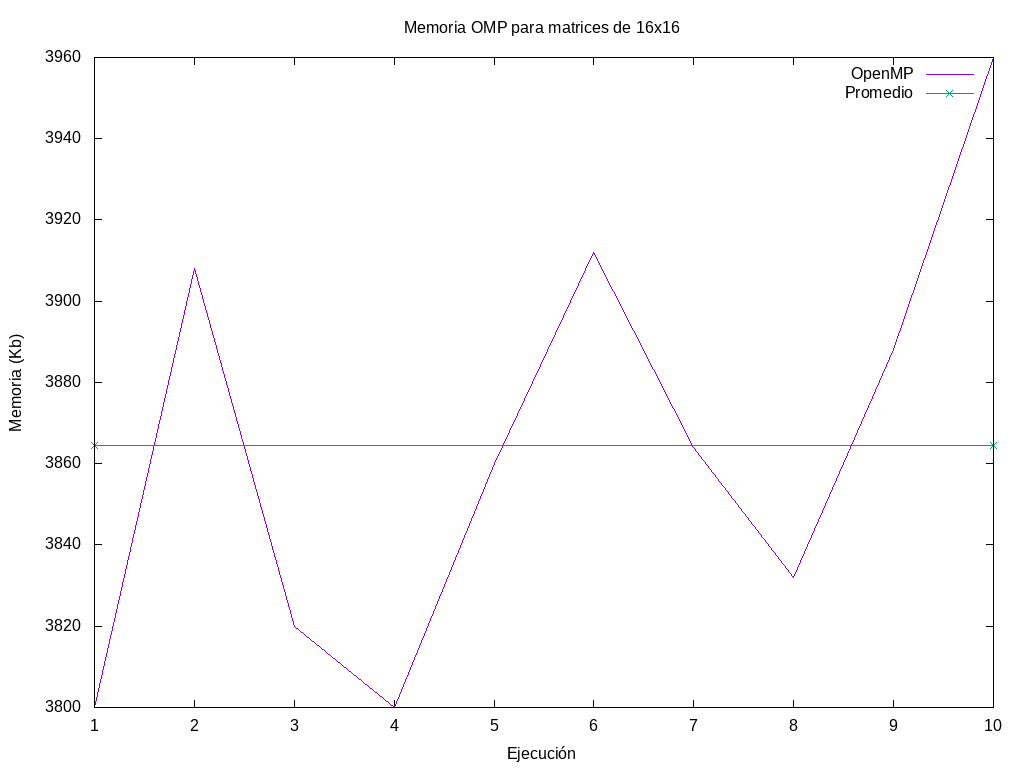 Memoria OMP para matrices de 16x16
OpenMP
Promedio
3960
3940
3920
3900
3880
3860
3840
3820
3800
Memoria (Kb)
1 2 3 4 5 6 7 8 9 10
Ejecución